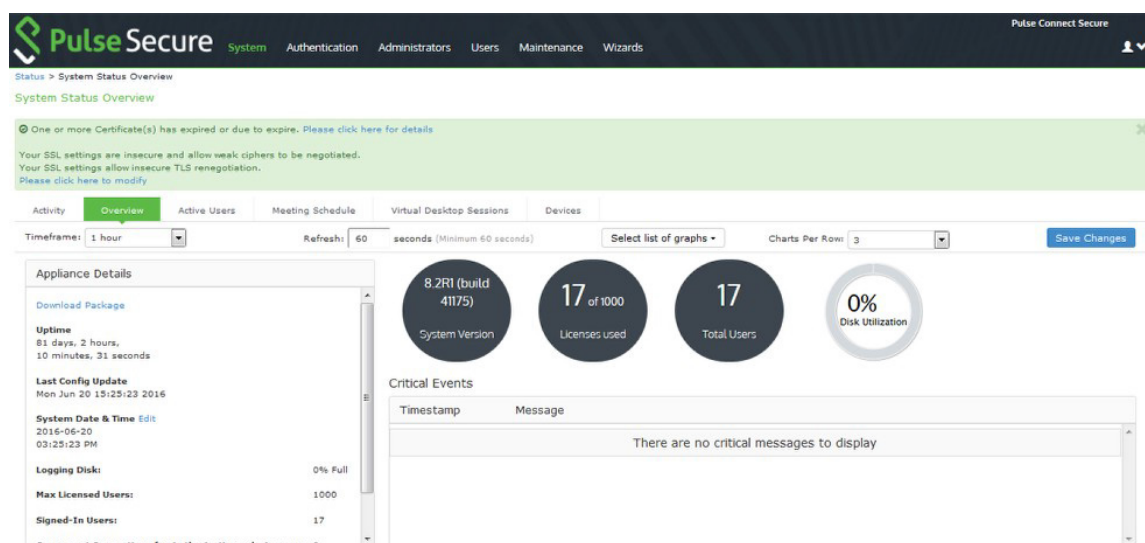 Pulse Connect Secure
Pulse Secure System Authentication Administrators Users Maintenance Wizards
Status > System Status Overview
System Status Overview
One or more Certificate(s) has expired or due to expire. Please click here for details
Your SSL settings are insecure and allow weak ciphers to be negotiated.
Your SSL settings allow insecure TLS renegotiation.
Please click here to modify
Activity Overview Active Users Meeting Schedule Virtual Desktop Sessions Devices
Timeframe: 1 hour Refresh: 60 seconds (Minimum 60 seconds) Select list of graphs Charts Per Row: 3 Save Changes
Appliance Details
Download Package
Uptime
81 days, 2 hours,
10 minutes, 31 seconds
Last Config Update
Mon Jun 20 15:25:23 2016
System Date & Time Edit
2016-06-20
03:25:23 PM
Logging Disk: 0% Full
Max Licensed Users: 1000
Signed-In Users: 17
8.2R1 (build
41175)
System Version
17 of 1000
Licenses used
17
Total Users
0%
Disk Utilization
Critical Events
Timestamp Message
There are no critical messages to display